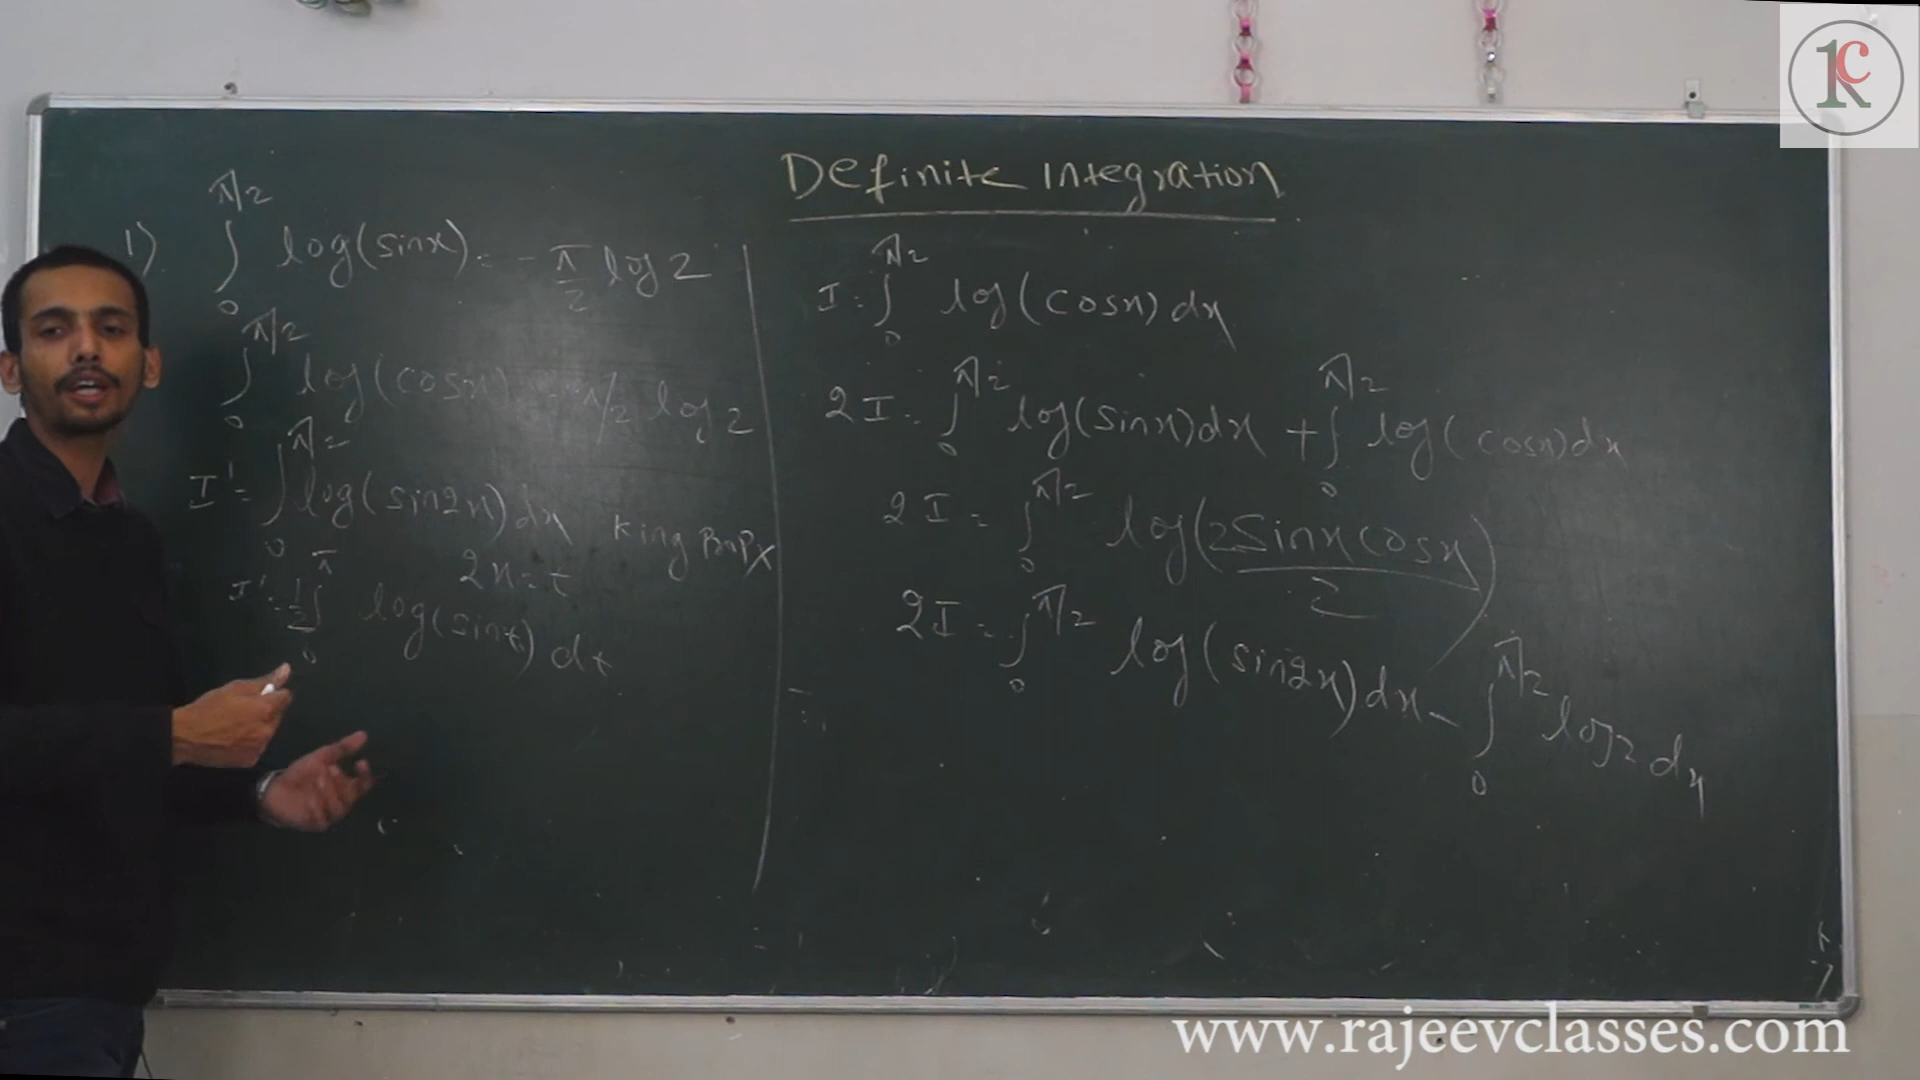 Definite Integration
1) ∫₀^π/2 log(sinx) = -π/2 log2
∫₀^π/2 log(cosx) = -π/2 log2
I' = ∫₀^π/2 log(sin2x)dx King Prop X
2x = t
I' = 1/2 ∫₀^π log(sint) dt
I = ∫₀^π/2 log(cosx)dx
2I = ∫₀^π/2 log(sinx)dx + ∫₀^π/2 log(cosx)dx
2I = ∫₀^π/2 log(2sinxcosx/2)
2I = ∫₀^π/2 log(sin2x)dx - ∫₀^π/2 log2 dx
1RC
www.rajeevclasses.com